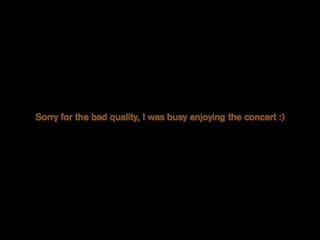 Sorry for the bad quality, I was busy enjoying the concert :)